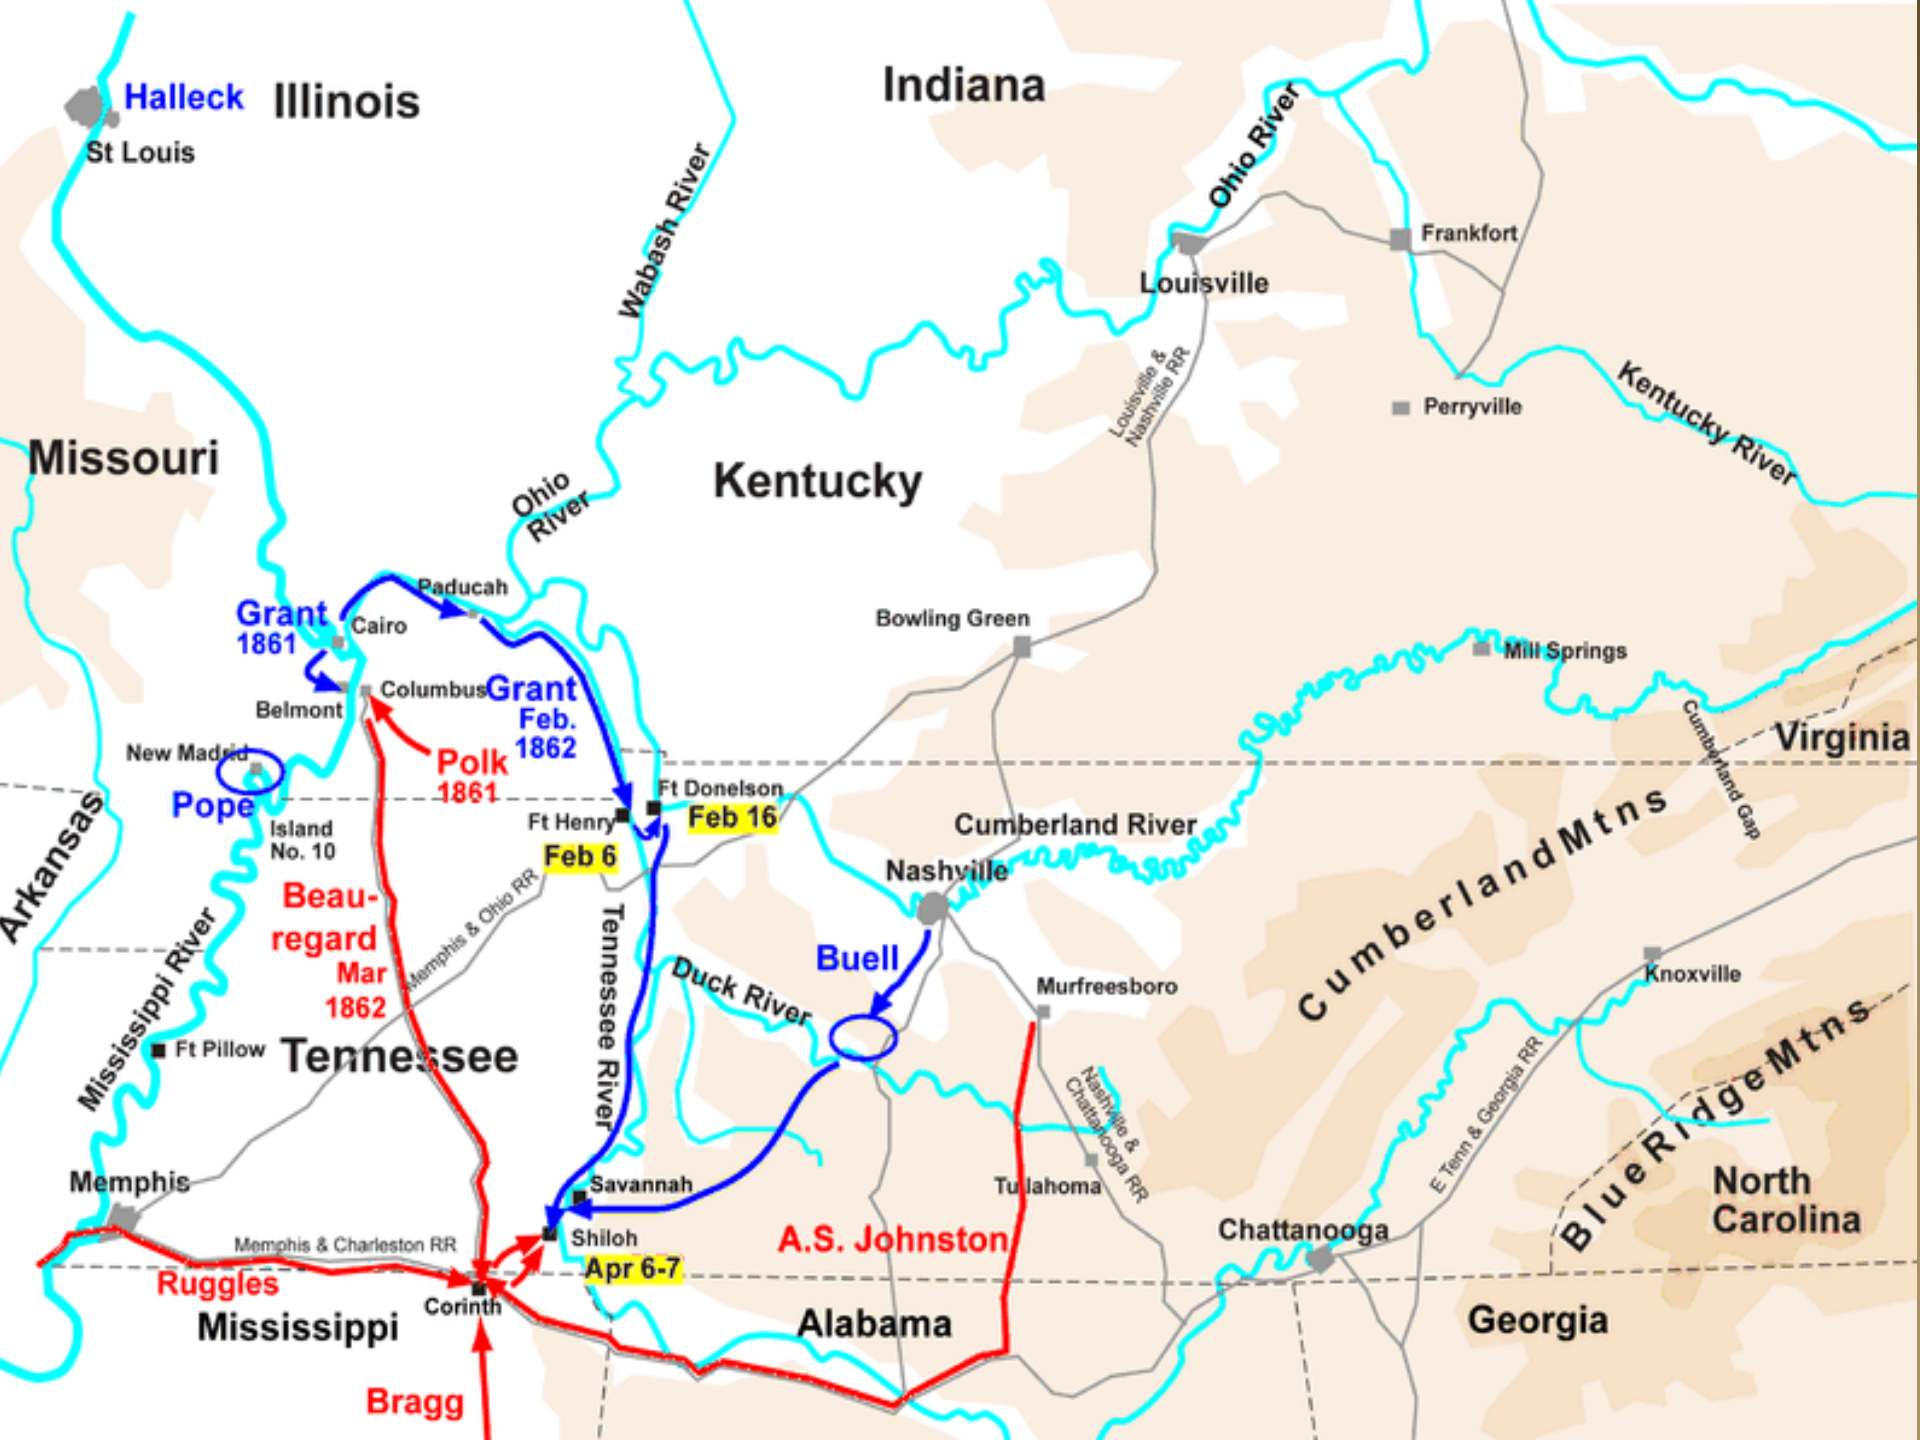 Halleck
Illinois
St Louis
Indiana
Ohio River
Wabash River
Frankfort
Louisville
Louisville &
Nashville RR
Perryville
Kentucky River
Missouri
Kentucky
Ohio
River
Paducah
Grant
1861
Cairo
Bowling Green
Mill Springs
Columbus
Belmont
Grant
Feb.
1862
Cumberland Gap
Virginia
New Madrid
Polk
1861
Pope
Ft Donelson
Feb 16
Ft Henry
Feb 6
Island
No. 10
Arkansas
Cumberland River
Nashville
Cumberland Mtns
Beau-
regard
Mar
1862
Memphis & Ohio RR
Tennessee River
Mississippi River
Buell
Duck River
Murfreesboro
Knoxville
Ft Pillow
Tennessee
Nashville &
Chattanooga RR
E Tenn & Georgia RR
Blue Ridge Mtns
Memphis
Savannah
Tullahoma
North
Carolina
Shiloh
Apr 6-7
A.S. Johnston
Chattanooga
Memphis & Charleston RR
Ruggles
Corinth
Mississippi
Alabama
Georgia
Bragg